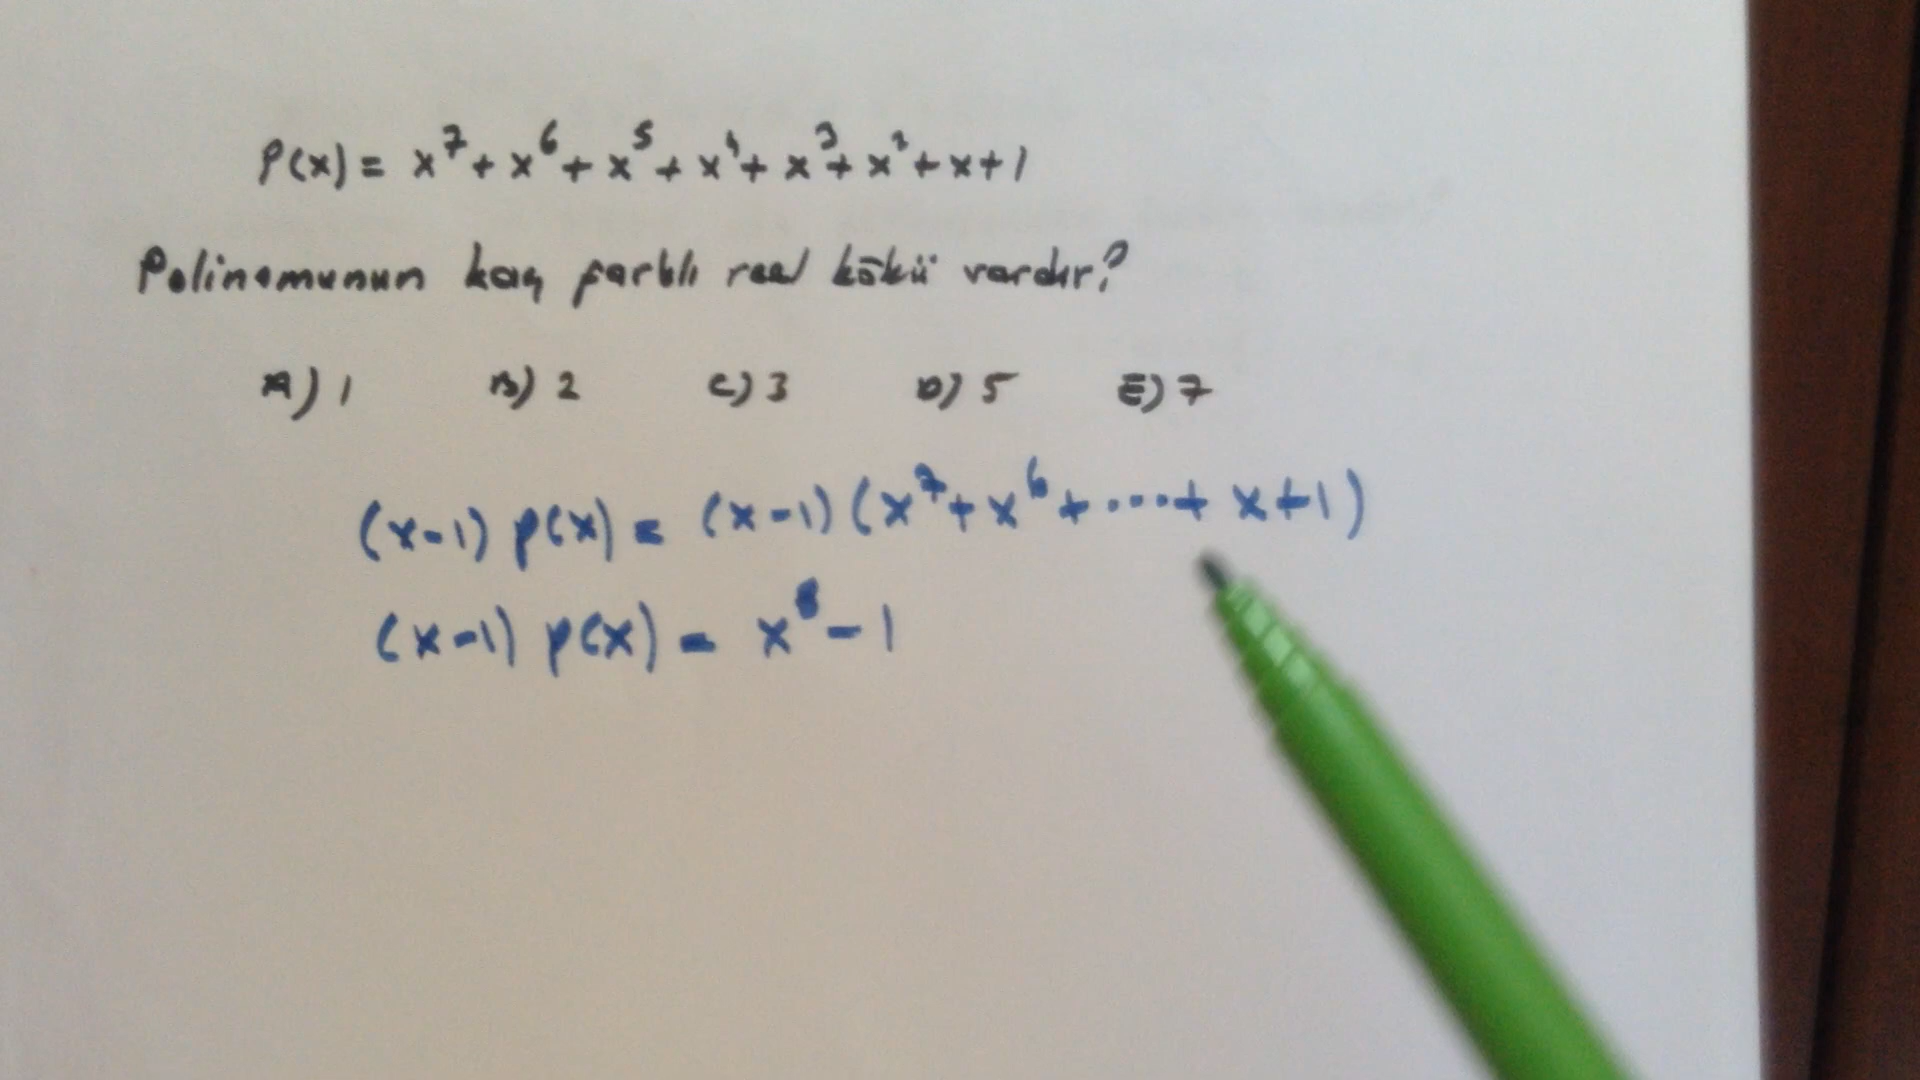 P(x) = x⁷ + x⁶ + x⁵ + x⁴ + x³ + x² + x + 1
Polinomunun kaç farklı reel kökü vardır?
A) 1 B) 2 C) 3 D) 5 E) 7
(x-1) p(x) = (x-1) (x⁷ + x⁶ + ... + x + 1)
(x-1) p(x) = x⁸ - 1